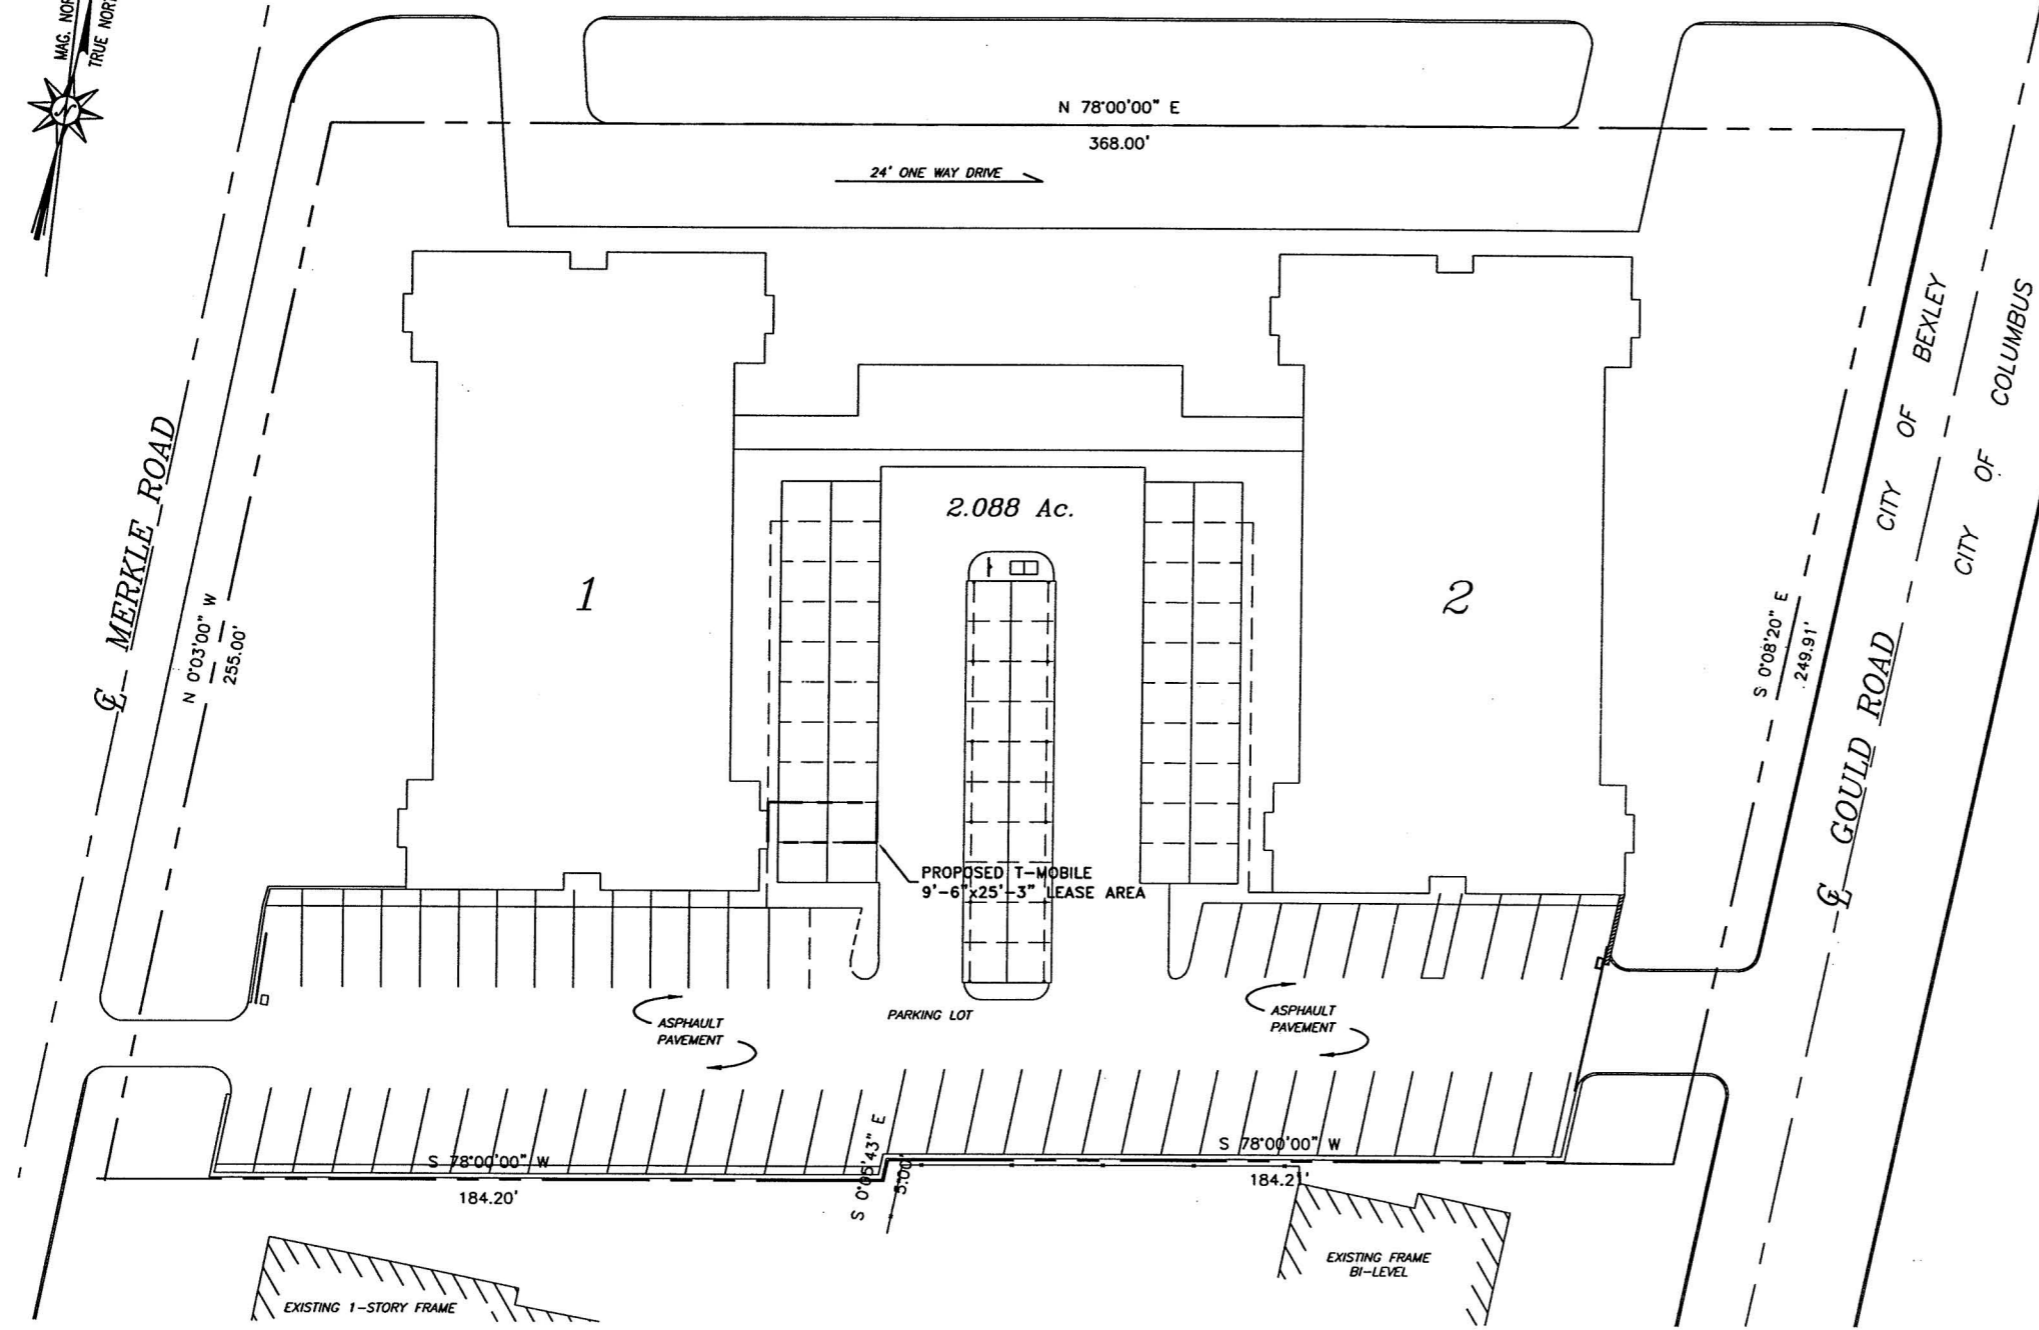 N
N 78°00'00" E
368.00'
24' ONE WAY DRIVE
CITY OF BEXLEY
CITY OF COLUMBUS
℄ MERKLE ROAD
N 0°03'00" W
255.00'
2.088 Ac.
1
2
S 0°08'20" E
249.91'
℄ GOULD ROAD
PROPOSED T-MOBILE
9'-6"x25'-3" LEASE AREA
ASPHAULT
PAVEMENT
PARKING LOT
ASPHAULT
PAVEMENT
S 78°00'00" W
184.20'
S 0°05'43" E
5.00'
S 78°00'00" W
184.21'
EXISTING 1-STORY FRAME
EXISTING FRAME
BI-LEVEL
MAG.
TRUE